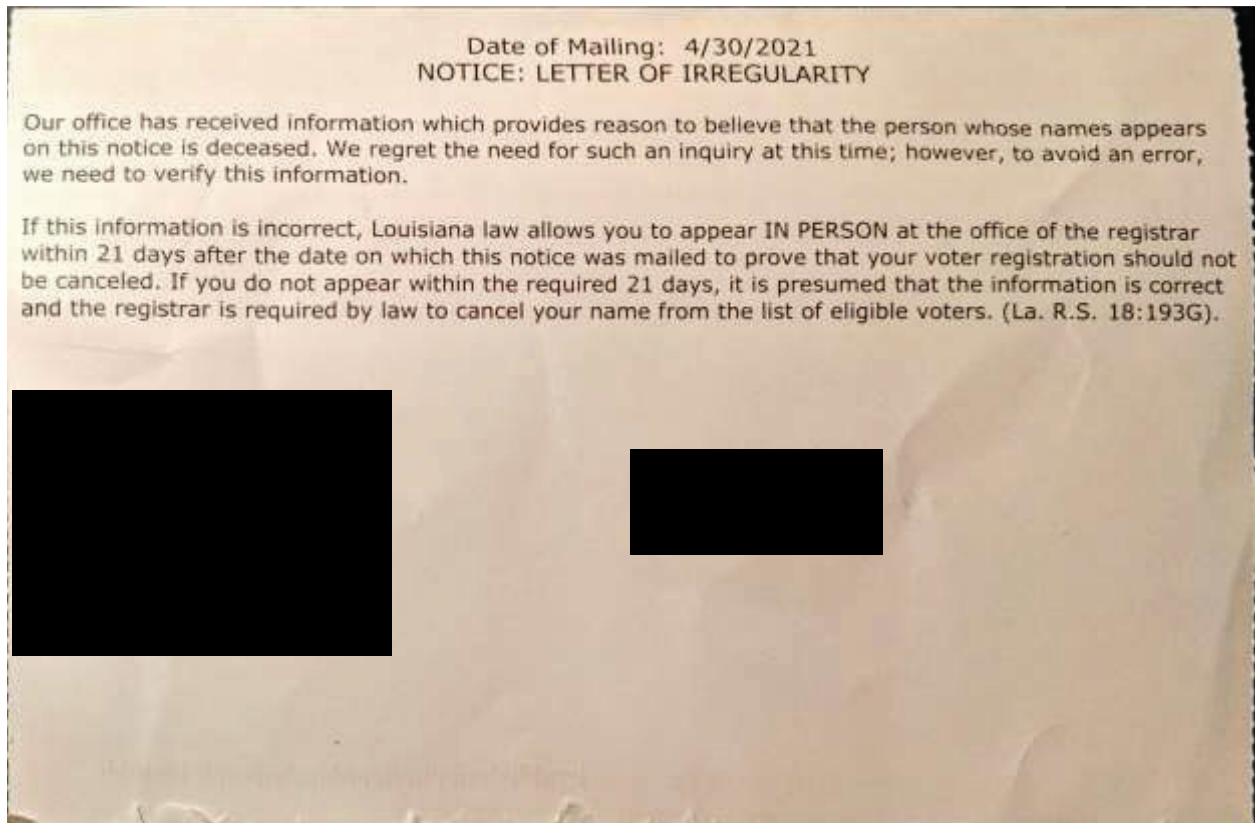 Date of Mailing: 4/30/2021
NOTICE: LETTER OF IRREGULARITY
Our office has received information which provides reason to believe that the person whose names appears
on this notice is deceased. We regret the need for such an inquiry at this time; however, to avoid an error,
we need to verify this information.
If this information is incorrect, Louisiana law allows you to appear IN PERSON at the office of the registrar
within 21 days after the date on which this notice was mailed to prove that your voter registration should not
be canceled. If you do not appear within the required 21 days, it is presumed that the information is correct
and the registrar is required by law to cancel your name from the list of eligible voters. (La. R.S. 18:193G).